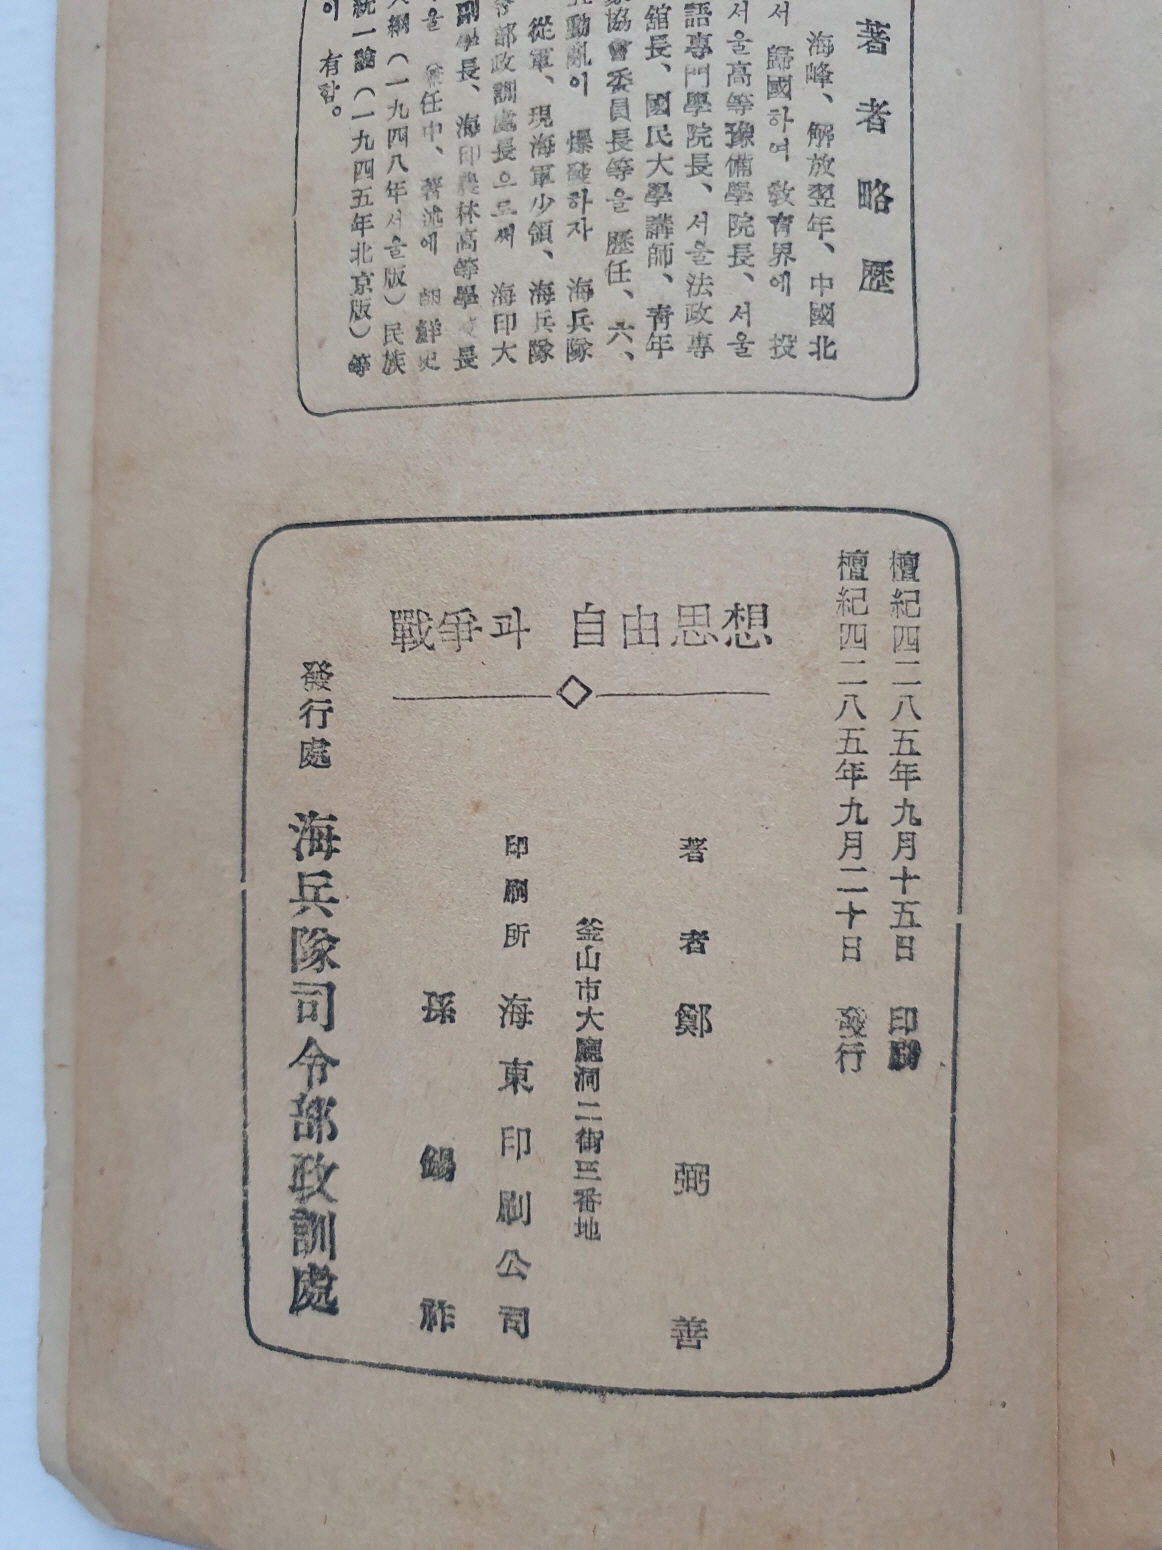 著者略歷
海峰、解放翌年、中國北
서 歸國하여 敎育界에 投
서울高等豫備學院長、서울
語專門學院長、서울法政專
舘長、國民大學講師、靑年
協會委員長等을 歷任、六、
動亂이 爆發하자 海兵隊
從軍、現海軍少領、海兵隊
部政訓處長으로써 海印大
副學長、海印農林高等學校長
을 (兼任中、著述에 朝鮮史
大綱(一九四八年서울版)民族
統一論(一九四五年北京版)等
이 有함。
檀紀四二八五年九月十五日 印刷
檀紀四二八五年九月二十日 發行
戰爭과 自由思想
著者 鄭弼善
釜山市大廳洞二街三番地
印刷所 海東印刷公司
孫錫祚
發行處 海兵隊司令部政訓處